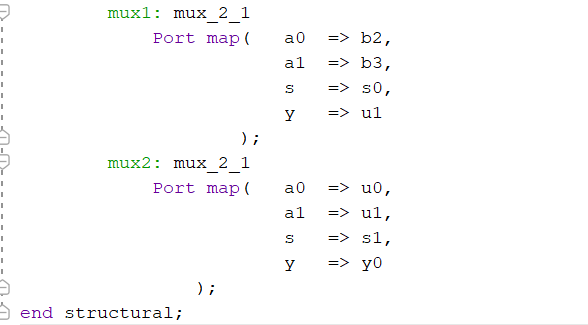 mux1: mux_2_1
Port map( a0 => b2,
a1 => b3,
s => s0,
y => u1
);
mux2: mux_2_1
Port map( a0 => u0,
a1 => u1,
s => s1,
y => y0
);
end structural;